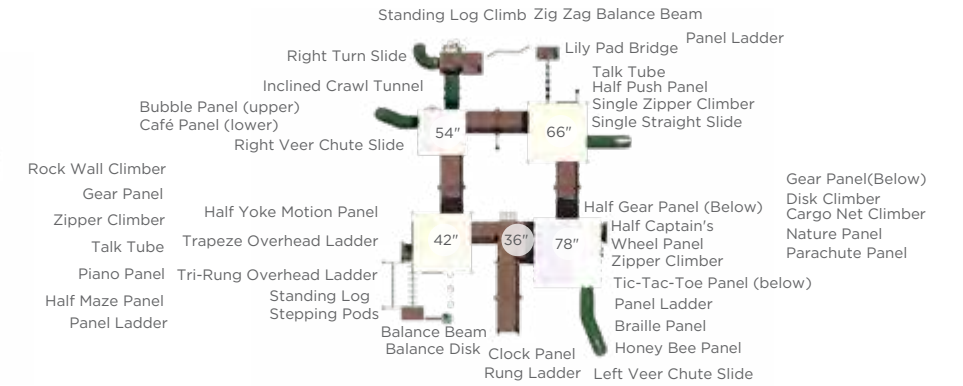 Standing Log Climb
Zig Zag Balance Beam
Panel Ladder
Right Turn Slide
Lily Pad Bridge
Inclined Crawl Tunnel
Talk Tube
Half Push Panel
Single Zipper Climber
Single Straight Slide
Bubble Panel (upper)
Café Panel (lower)
Right Veer Chute Slide
54"
66"
Rock Wall Climber
Gear Panel
Zipper Climber
Talk Tube
Piano Panel
Half Maze Panel
Panel Ladder
Half Yoke Motion Panel
Trapeze Overhead Ladder
Tri-Rung Overhead Ladder
Standing Log
Stepping Pods
42"
36"
78"
Half Gear Panel (Below)
Half Captain's
Wheel Panel
Zipper Climber
Tic-Tac-Toe Panel (below)
Panel Ladder
Braille Panel
Honey Bee Panel
Left Veer Chute Slide
Gear Panel(Below)
Disk Climber
Cargo Net Climber
Nature Panel
Parachute Panel
Balance Beam
Balance Disk
Clock Panel
Rung Ladder